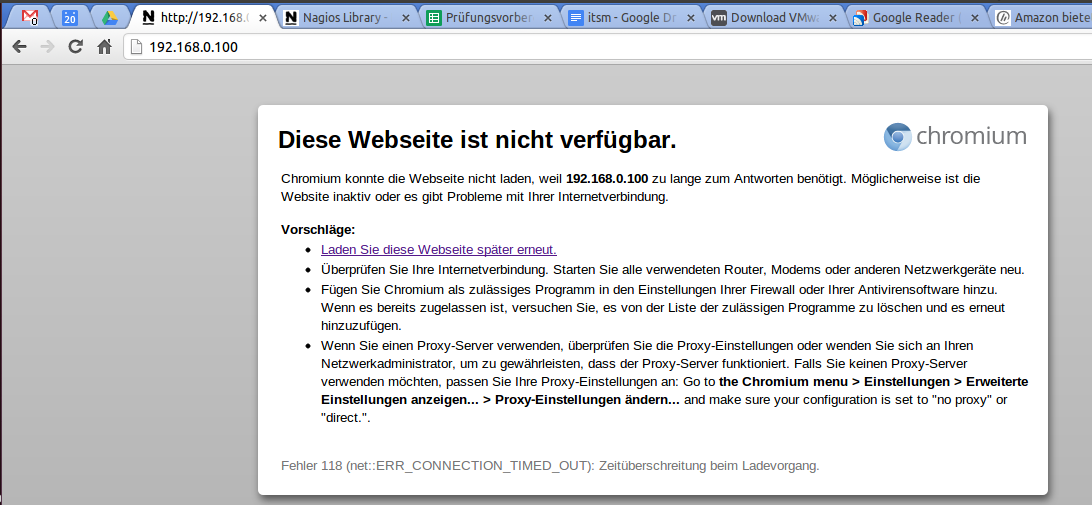 0
20
http://192.168.0
Nagios Library -
Prüfungsvorber
itsm - Google Dr
Download VMwa
Google Reader (
Amazon biete
192.168.0.100
chromium
Diese Webseite ist nicht verfügbar.
Chromium konnte die Webseite nicht laden, weil 192.168.0.100 zu lange zum Antworten benötigt. Möglicherweise ist die
Website inaktiv oder es gibt Probleme mit Ihrer Internetverbindung.
Vorschläge:
Laden Sie diese Webseite später erneut.
Überprüfen Sie Ihre Internetverbindung. Starten Sie alle verwendeten Router, Modems oder anderen Netzwerkgeräte neu.
Fügen Sie Chromium als zulässiges Programm in den Einstellungen Ihrer Firewall oder Ihrer Antivirensoftware hinzu.
Wenn es bereits zugelassen ist, versuchen Sie, es von der Liste der zulässigen Programme zu löschen und es erneut
hinzuzufügen.
Wenn Sie einen Proxy-Server verwenden, überprüfen Sie die Proxy-Einstellungen oder wenden Sie sich an Ihren
Netzwerkadministrator, um zu gewährleisten, dass der Proxy-Server funktioniert. Falls Sie keinen Proxy-Server
verwenden möchten, passen Sie Ihre Proxy-Einstellungen an: Go to the Chromium menu > Einstellungen > Erweiterte
Einstellungen anzeigen... > Proxy-Einstellungen ändern... and make sure your configuration is set to "no proxy" or
"direct.".
Fehler 118 (net::ERR_CONNECTION_TIMED_OUT): Zeitüberschreitung beim Ladevorgang.